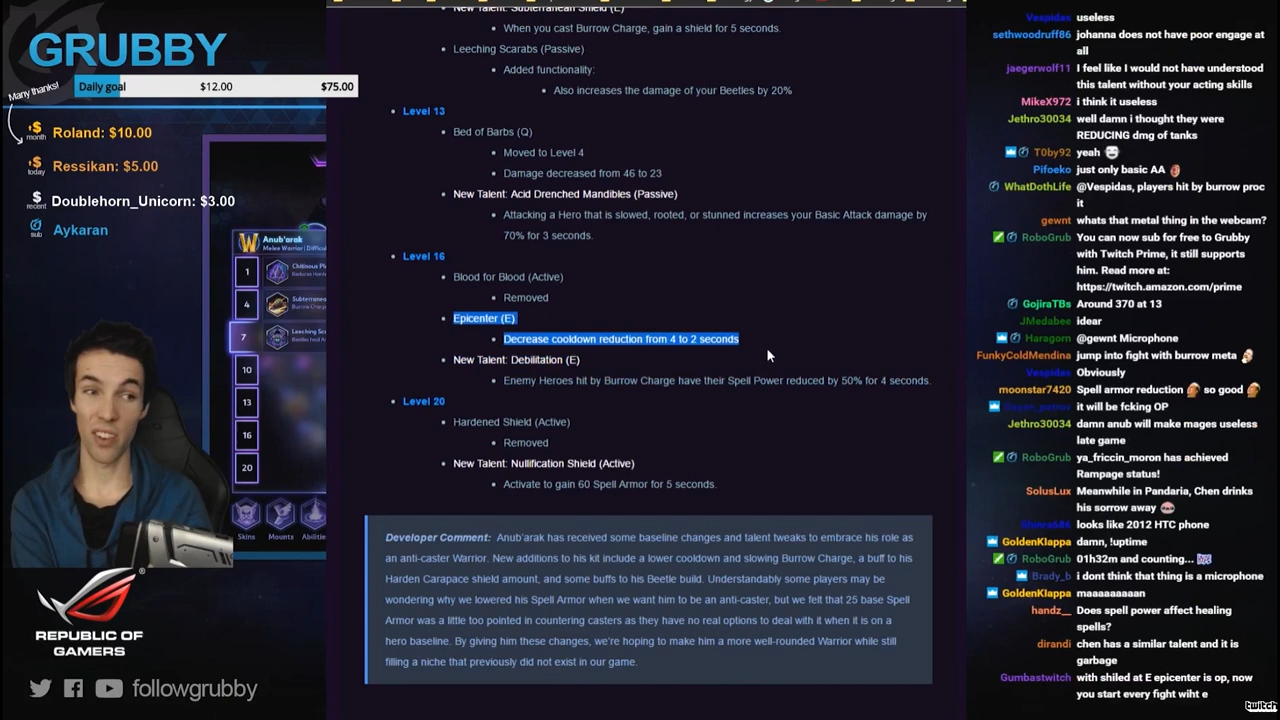 GRUBBY
Many thanks!
Daily goal
$12.00
$75.00
$ month
Roland: $10.00
$ today
Ressikan: $5.00
$ recent
Doublehorn_Unicorn: $3.00
sub
Aykaran
Anub'arak
1
4
7
10
13
16
20
Skins
Mounts
REPUBLIC OF
GAMERS
followgrubby
New Talent: Subterranean Shield (E)
When you cast Burrow Charge, gain a shield for 5 seconds.
Leeching Scarabs (Passive)
Added functionality:
Also increases the damage of your Beetles by 20%
Level 13
Bed of Barbs (Q)
Moved to Level 4
Damage decreased from 46 to 23
New Talent: Acid Drenched Mandibles (Passive)
Attacking a Hero that is slowed, rooted, or stunned increases your Basic Attack damage by
70% for 3 seconds.
Level 16
Blood for Blood (Active)
Removed
Epicenter (E)
Decrease cooldown reduction from 4 to 2 seconds
New Talent: Debilitation (E)
Enemy Heroes hit by Burrow Charge have their Spell Power reduced by 50% for 4 seconds.
Level 20
Hardened Shield (Active)
Removed
New Talent: Nullification Shield (Active)
Activate to gain 60 Spell Armor for 5 seconds.
Developer Comment: Anub'arak has received some baseline changes and talent tweaks to embrace his role as
an anti-caster Warrior. New additions to his kit include a lower cooldown and slowing Burrow Charge, a buff to his
Harden Carapace shield amount, and some buffs to his Beetle build. Understandably some players may be
wondering why we lowered his Spell Armor when we want him to be an anti-caster, but we felt that 25 base Spell
Armor was a little too pointed in countering casters as they have no real options to deal with it when it is on a
hero baseline. By giving him these changes, we're hoping to make him a more well-rounded Warrior while still
filling a niche that previously did not exist in our game.
Vespidas useless
sethwoodruff86 johanna does not have poor engage at
all
jaegerwolf11 I feel like I would not have understood
this talent without your acting skills
MikeX972 i think it useless
Jethro30034 well damn i thought they were
REDUCING dmg of tanks
T0by92 yeah
Pifoeko just only basic AA
WhatDothLife @Vespidas, players hit by burrow proc
it
gewnt whats that metal thing in the webcam?
RoboGrub You can now sub for free to Grubby
with Twitch Prime, it still supports
him. Read more at:
https://twitch.amazon.com/prime
GojiraTBs Around 370 at 13
JMedabee idear
Haragorn @gewnt Microphone
FunkyColdMendina jump into fight with burrow meta
Vespidas Obviously
moonstar7420 Spell armor reduction so good
it will be fcking OP
Jethro30034 damn anub will make mages useless
late game
RoboGrub ya_friccin_moron has achieved
Rampage status!
SolusLux Meanwhile in Pandaria, Chen drinks
his sorrow away
looks like 2012 HTC phone
GoldenKlappa damn, !uptime
RoboGrub 01h32m and counting...
Brady_b i dont think that thing is a microphone
GoldenKlappa maaaaaaaaan
handz__ Does spell power affect healing
spells?
dirandi chen has a similar talent and it is
garbage
Gumbastwitch with shiled at E epicenter is op, now
you start every fight wiht e
twitch